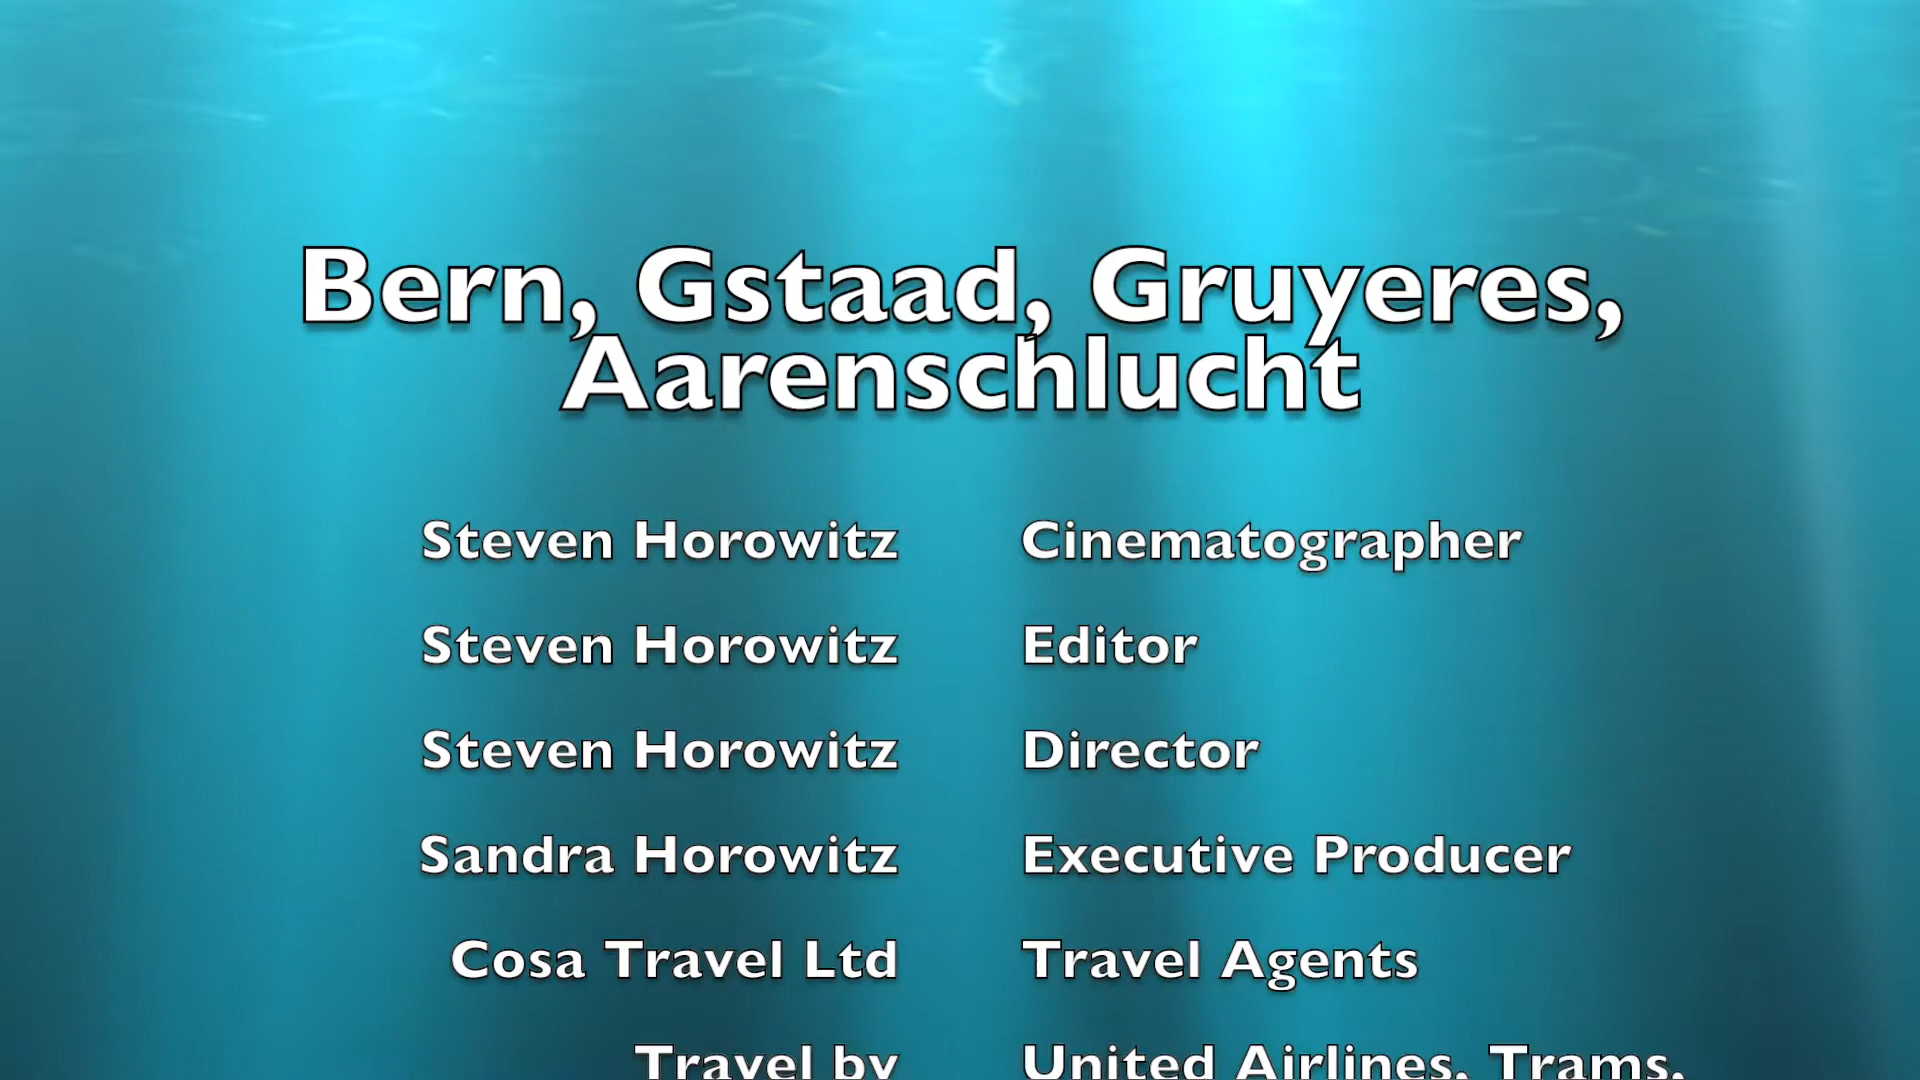 Bern, Gstaad, Gruyeres,
Aarenschlucht
Steven Horowitz Cinematographer
Steven Horowitz Editor
Steven Horowitz Director
Sandra Horowitz Executive Producer
Cosa Travel Ltd Travel Agents
Travel by United Airlines, Trams,